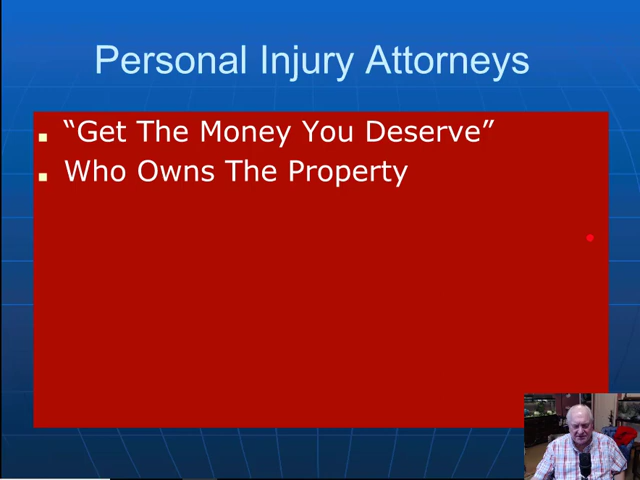 Personal Injury Attorneys
“Get The Money You Deserve”
Who Owns The Property